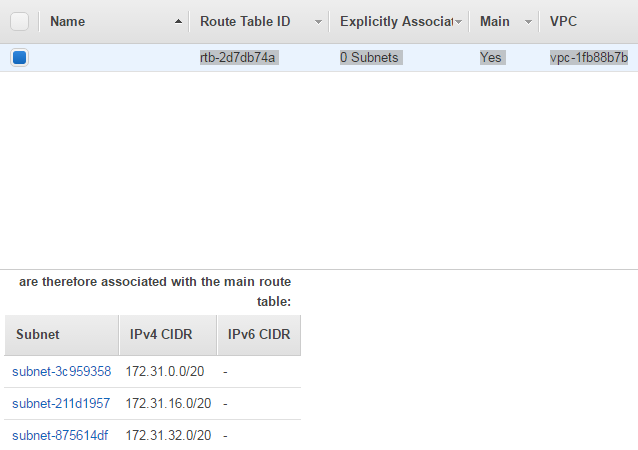 Name Route Table ID Explicitly Associat Main VPC
rtb-2d7db74a 0 Subnets Yes vpc-1fb88b7b
are therefore associated with the main route
table:
Subnet IPv4 CIDR IPv6 CIDR
subnet-3c959358 172.31.0.0/20 -
subnet-211d1957 172.31.16.0/20 -
subnet-875614df 172.31.32.0/20 -